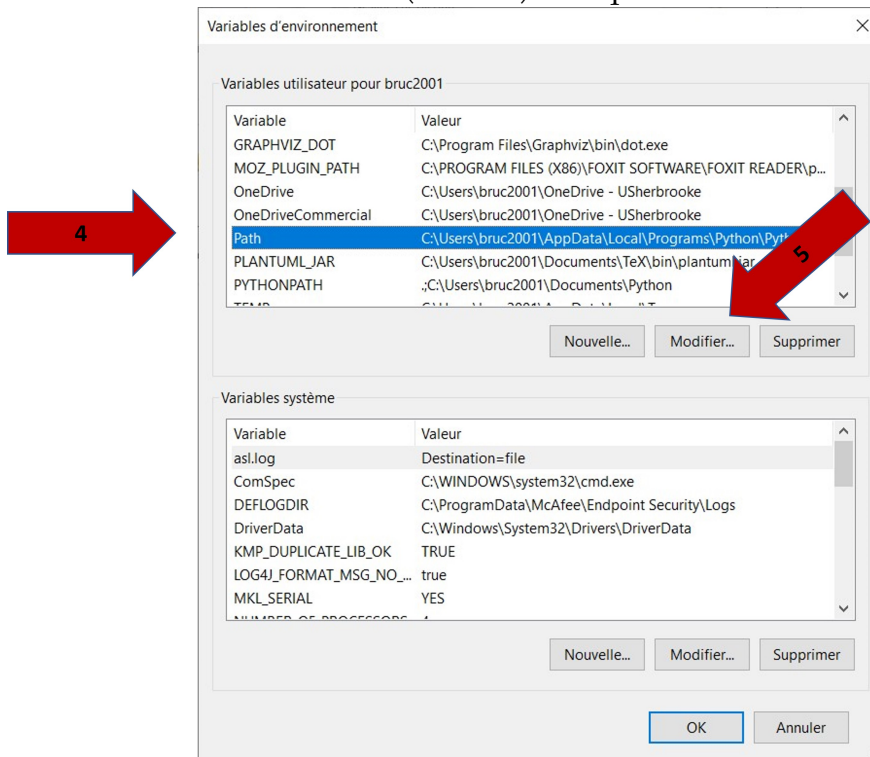 Variables d'environnement
Variables utilisateur pour bruc2001
Variable Valeur
GRAPHVIZ_DOT C:\Program Files\Graphviz\bin\dot.exe
MOZ_PLUGIN_PATH C:\PROGRAM FILES (X86)\FOXIT SOFTWARE\FOXIT READER\p...
OneDrive C:\Users\bruc2001\OneDrive - USherbrooke
OneDriveCommercial C:\Users\bruc2001\OneDrive - USherbrooke
4
Path C:\Users\bruc2001\AppData\Local\Programs\Python\Pyth
5
PLANTUML_JAR C:\Users\bruc2001\Documents\TeX\bin\plantuml.jar
PYTHONPATH .;C:\Users\bruc2001\Documents\Python
Nouvelle... Modifier... Supprimer
Variables système
Variable Valeur
asl.log Destination=file
ComSpec C:\WINDOWS\system32\cmd.exe
DEFLOGDIR C:\ProgramData\McAfee\Endpoint Security\Logs
DriverData C:\Windows\System32\Drivers\DriverData
KMP_DUPLICATE_LIB_OK TRUE
LOG4J_FORMAT_MSG_NO_... true
MKL_SERIAL YES
NUMBER_OF_PROCESSORS 4
Nouvelle... Modifier... Supprimer
OK Annuler